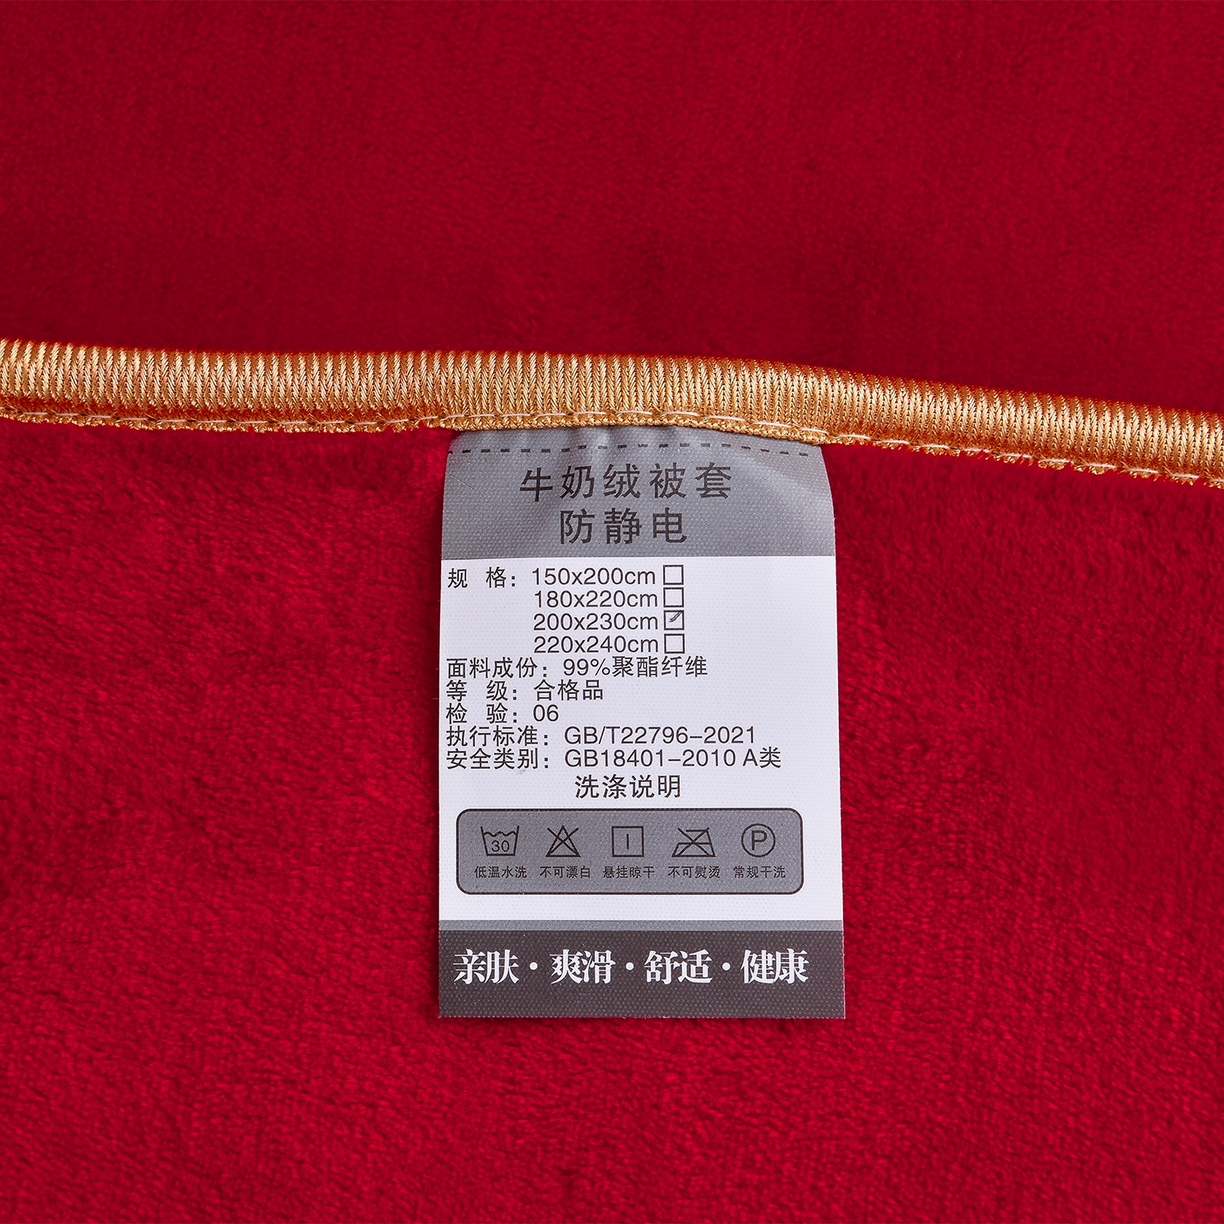 牛奶绒被套
防静电
规 格：150x200cm□
180x220cm□
200x230cm☑
220x240cm□
面料成份：99%聚酯纤维
等 级：合格品
检 验：06
执行标准：GB/T22796-2021
安全类别：GB18401-2010 A类
洗涤说明
30 P
低温水洗 不可漂白 悬挂晾干 不可熨烫 常规干洗
亲肤·爽滑·舒适·健康